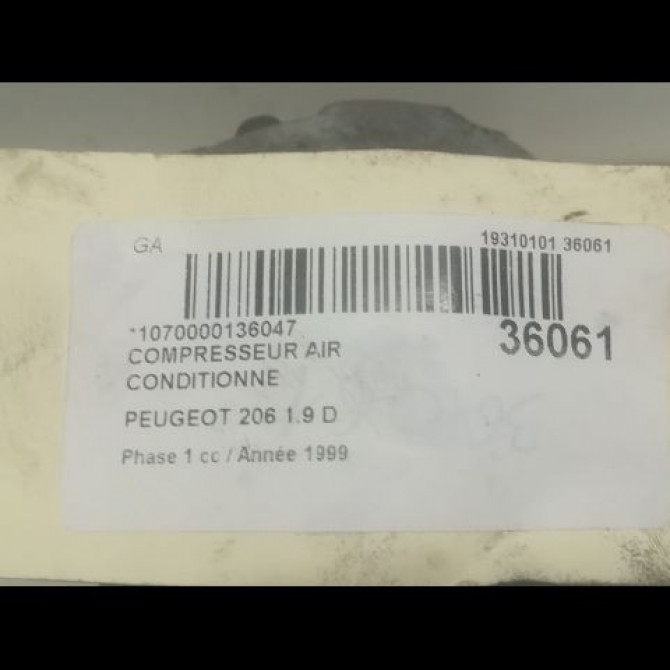 GA
19310101 36061
*1070000136047
36061
COMPRESSEUR AIR
CONDITIONNE
PEUGEOT 206 1.9 D
Phase 1 cc / Année 1999